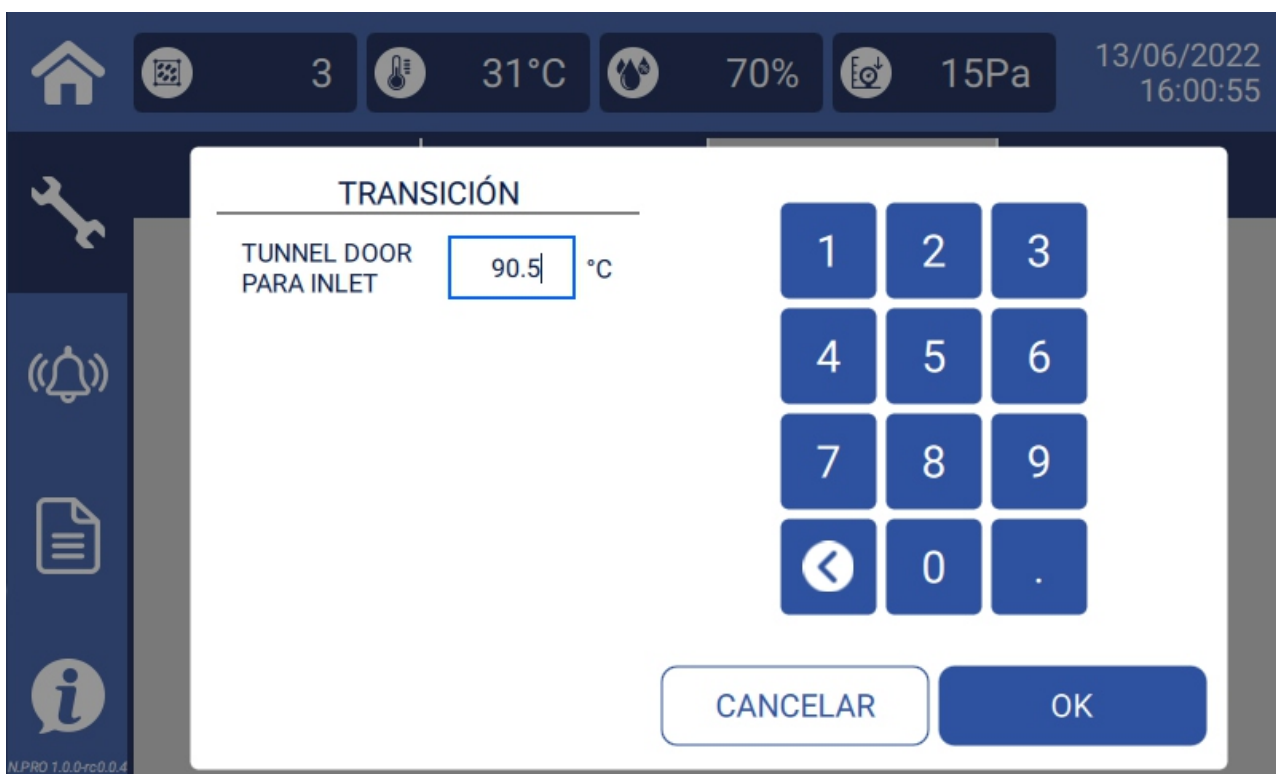 3
31°C
70%
15Pa
13/06/2022
16:00:55
TRANSICIÓN
TUNNEL DOOR
PARA INLET
90.5
°C
1 2 3
4 5 6
7 8 9
0 .
CANCELAR
OK
N.PRO 1.0.0-rc0.0.4